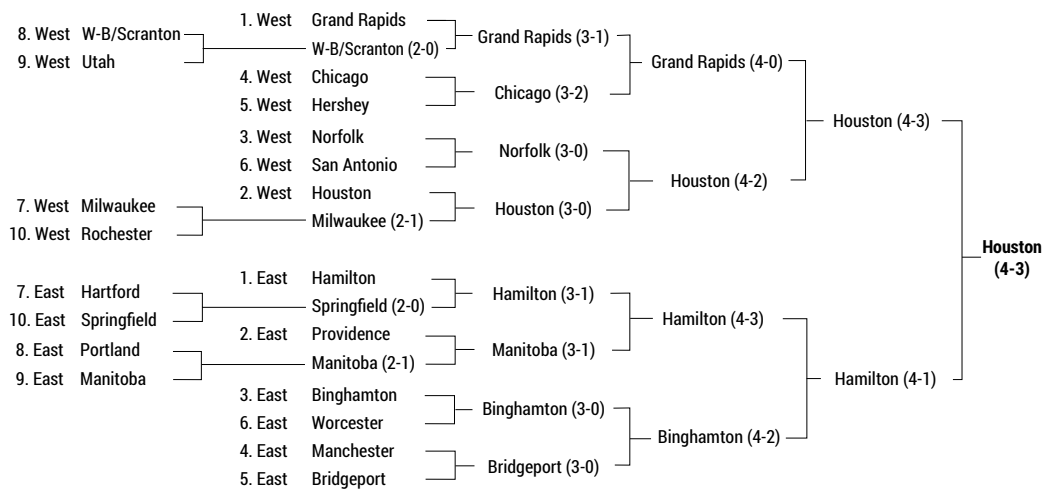 8. West W-B/Scranton
9. West Utah
7. West Milwaukee
10. West Rochester
7. East Hartford
10. East Springfield
8. East Portland
9. East Manitoba
1. West Grand Rapids
W-B/Scranton (2-0)
4. West Chicago
5. West Hershey
3. West Norfolk
6. West San Antonio
2. West Houston
Milwaukee (2-1)
1. East Hamilton
Springfield (2-0)
2. East Providence
Manitoba (2-1)
3. East Binghamton
6. East Worcester
4. East Manchester
5. East Bridgeport
Grand Rapids (3-1)
Chicago (3-2)
Norfolk (3-0)
Houston (3-0)
Hamilton (3-1)
Manitoba (3-1)
Binghamton (3-0)
Bridgeport (3-0)
Grand Rapids (4-0)
Houston (4-2)
Hamilton (4-3)
Binghamton (4-2)
Houston (4-3)
Hamilton (4-1)
Houston
(4-3)